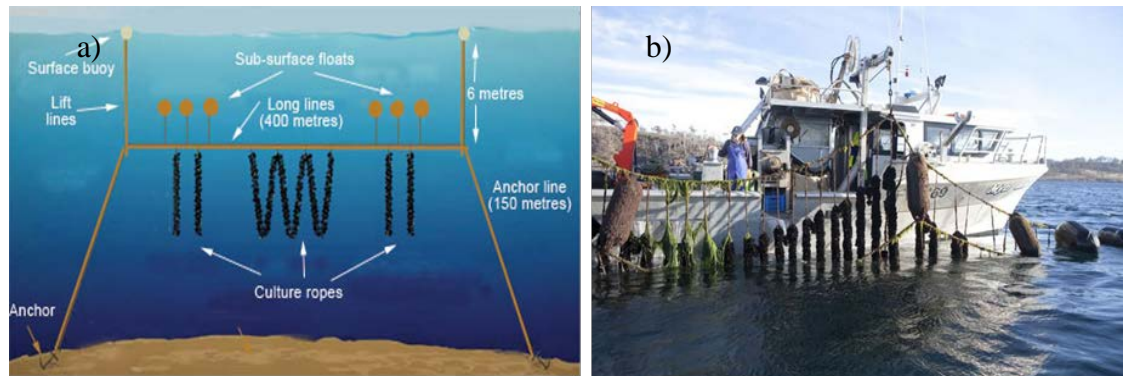 a)
Surface buoy
Sub-surface floats
Lift
lines
Long lines
(400 metres)
6 metres
Anchor line
(150 metres)
Culture ropes
Anchor
b)